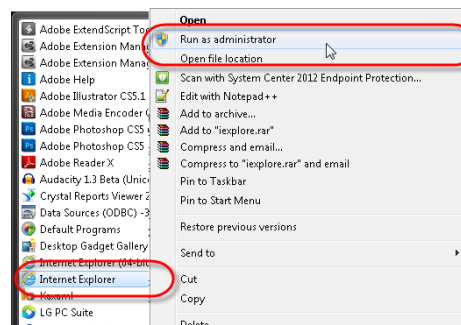 Adobe ExtendScript Too
Adobe Extension Manag
Adobe Extension Manag
Adobe Help
Adobe Illustrator CS5.1
Adobe Media Encoder C
Adobe Photoshop CS5
Adobe Photoshop CS5
Adobe Reader X
Audacity 1.3 Beta (Unico
Crystal Reports Viewer 2
Data Sources (ODBC) -3
Default Programs
Desktop Gadget Gallery
Internet Explorer (64-bit
Internet Explorer
Kaxaml
LG PC Suite
Open
Run as administrator
Open file location
Scan with System Center 2012 Endpoint Protection...
Edit with Notepad++
Add to archive...
Add to "iexplore.rar"
Compress and email...
Compress to "iexplore.rar" and email
Pin to Taskbar
Pin to Start Menu
Restore previous versions
Send to
Cut
Copy
Delete